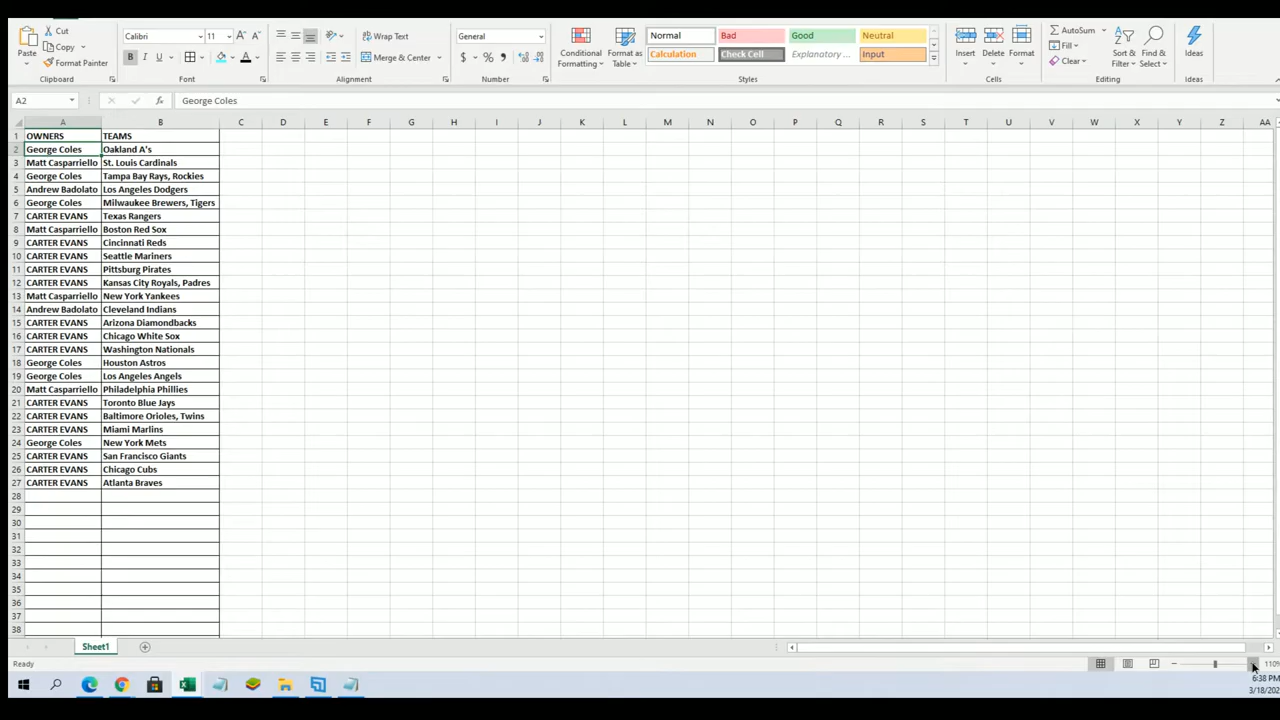 Cut
Calibri 11 A^ A˅
Wrap Text
General
Normal Bad Good Neutral
AutoSum
Paste
Copy
Format Painter
B I U
Merge & Center
$ % ,
Conditional Formatting
Format as Table
Calculation Check Cell Explanatory ... Input
Insert Delete Format
Fill
Clear
Sort & Filter
Find & Select
Ideas
Clipboard Font Alignment Number Styles Cells Editing Ideas
A2 fx George Coles
A B C D E F G H I J K L M N O P Q R S T U V W X Y Z AA
1 OWNERS TEAMS
2 George Coles Oakland A's
3 Matt Casparriello St. Louis Cardinals
4 George Coles Tampa Bay Rays, Rockies
5 Andrew Badolato Los Angeles Dodgers
6 George Coles Milwaukee Brewers, Tigers
7 CARTER EVANS Texas Rangers
8 Matt Casparriello Boston Red Sox
9 CARTER EVANS Cincinnati Reds
10 CARTER EVANS Seattle Mariners
11 CARTER EVANS Pittsburg Pirates
12 CARTER EVANS Kansas City Royals, Padres
13 Matt Casparriello New York Yankees
14 Andrew Badolato Cleveland Indians
15 CARTER EVANS Arizona Diamondbacks
16 CARTER EVANS Chicago White Sox
17 CARTER EVANS Washington Nationals
18 George Coles Houston Astros
19 George Coles Los Angeles Angels
20 Matt Casparriello Philadelphia Phillies
21 CARTER EVANS Toronto Blue Jays
22 CARTER EVANS Baltimore Orioles, Twins
23 CARTER EVANS Miami Marlins
24 George Coles New York Mets
25 CARTER EVANS San Francisco Giants
26 CARTER EVANS Chicago Cubs
27 CARTER EVANS Atlanta Braves
28
29
30
31
32
33
34
35
36
37
38
Sheet1
Ready 110%
6:38 PM
3/18/202